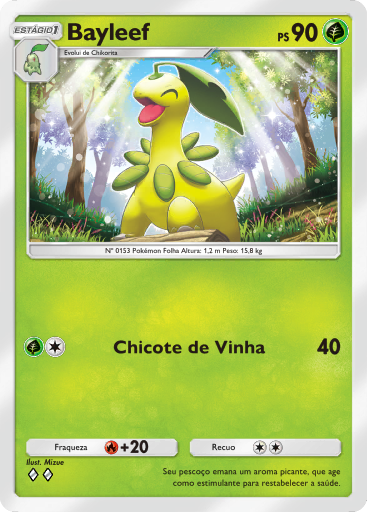 ESTÁGIO 1
Bayleef
PS 90
Evolui de Chikorita
N° 0153 Pokémon Folha Altura: 1,2 m Peso: 15,8 kg
Chicote de Vinha 40
Fraqueza +20 Recuo
Ilust. Mizue
Seu pescoço emana um aroma picante, que age
como estimulante para restabelecer a saúde.